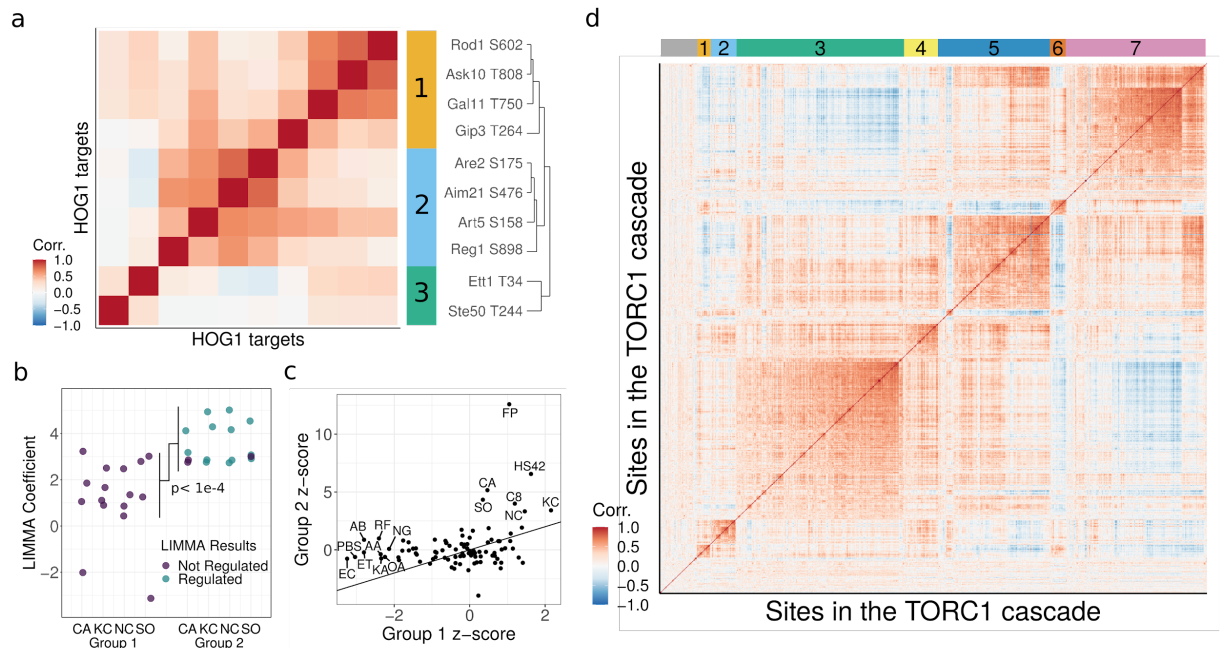 a
HOG1 targets
1
2
3
Rod1 S602
Ask10 T808
Gal11 T750
Gip3 T264
Are2 S175
Aim21 S476
Art5 S158
Reg1 S898
Ett1 T34
Ste50 T244
Corr.
1.0
0.5
0.0
−0.5
−1.0
HOG1 targets
b
LIMMA Coefficient
4
2
0
−2
p< 1e-4
LIMMA Results
Not Regulated
Regulated
CA KC NC SO CA KC NC SO
Group 1 Group 2
c
Group 2 z−score
10
5
0
FP
HS42
CA
C8
KC
SO
NC
AB
RF
NG
PBS
AA
EC
ET
KA
OA
−2 0 2
Group 1 z−score
d
1 2 3 4 5 6 7
Sites in the TORC1 cascade
Corr.
1.0
0.5
0.0
−0.5
−1.0
Sites in the TORC1 cascade